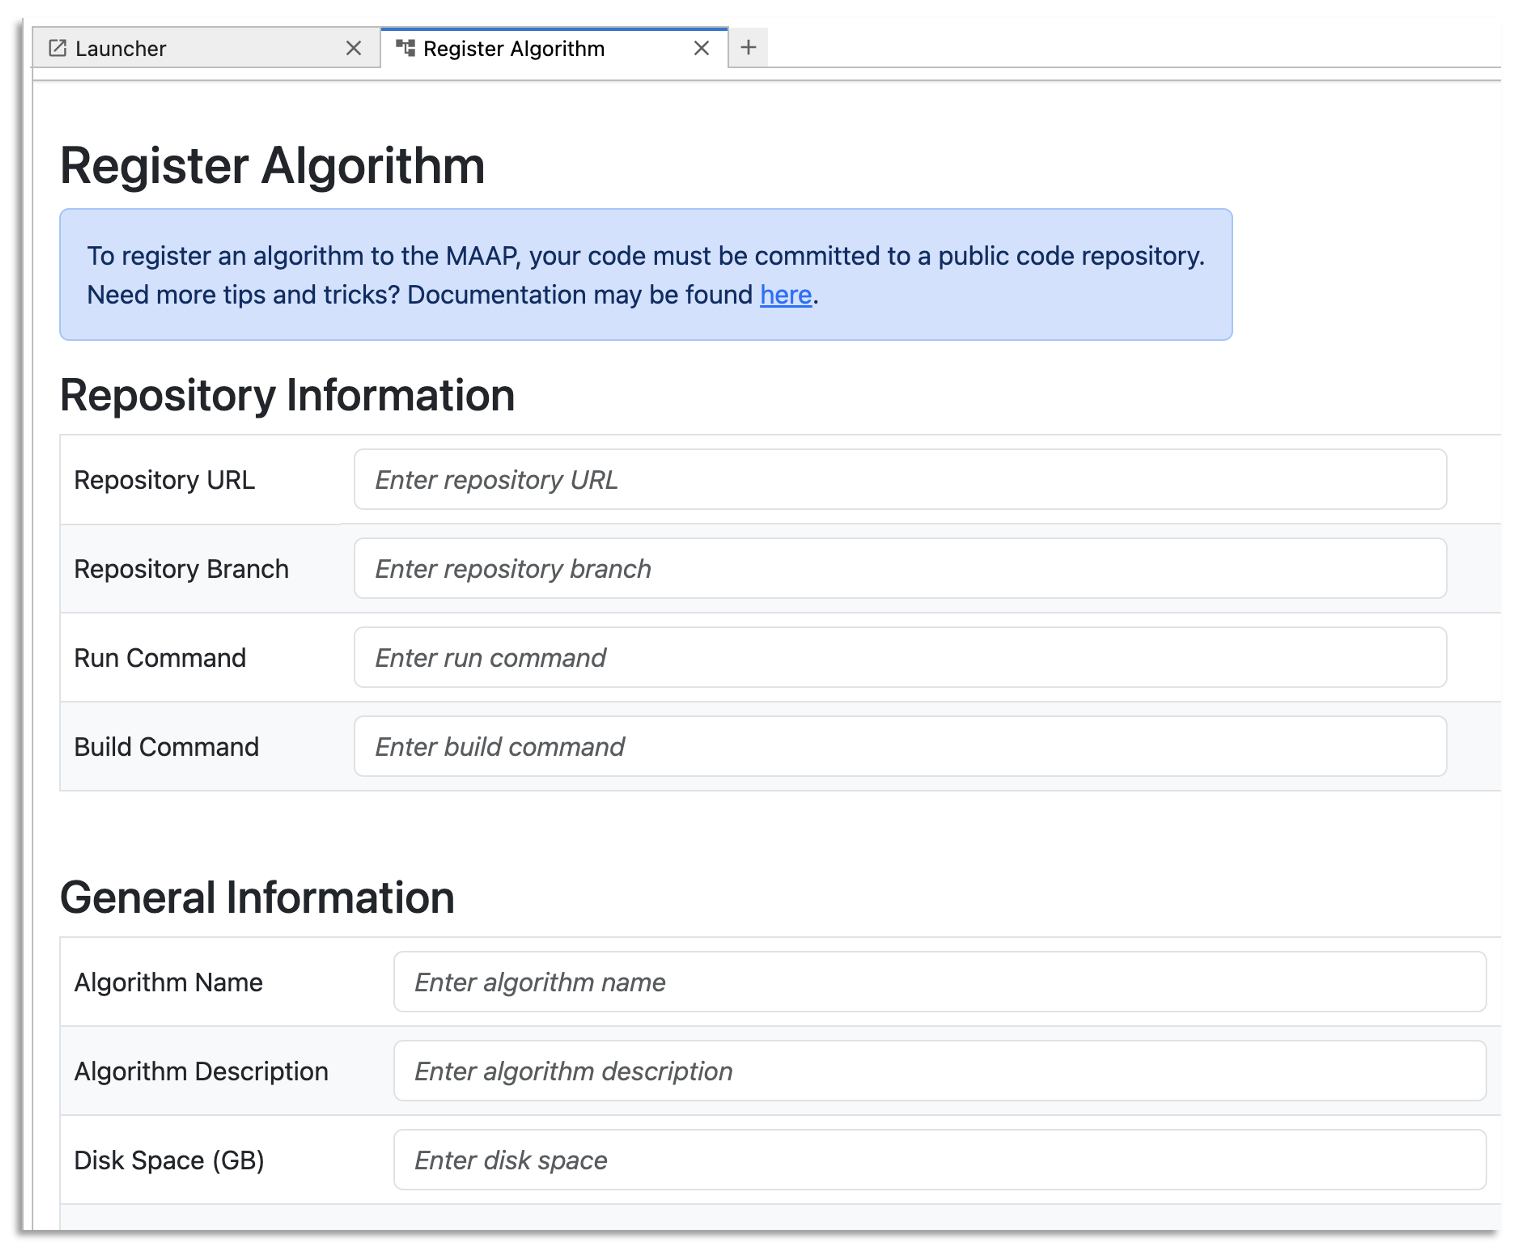 Launcher
Register Algorithm
Register Algorithm
To register an algorithm to the MAAP, your code must be committed to a public code repository.
Need more tips and tricks? Documentation may be found here.
Repository Information
Repository URL
Enter repository URL
Repository Branch
Enter repository branch
Run Command
Enter run command
Build Command
Enter build command
General Information
Algorithm Name
Enter algorithm name
Algorithm Description
Enter algorithm description
Disk Space (GB)
Enter disk space